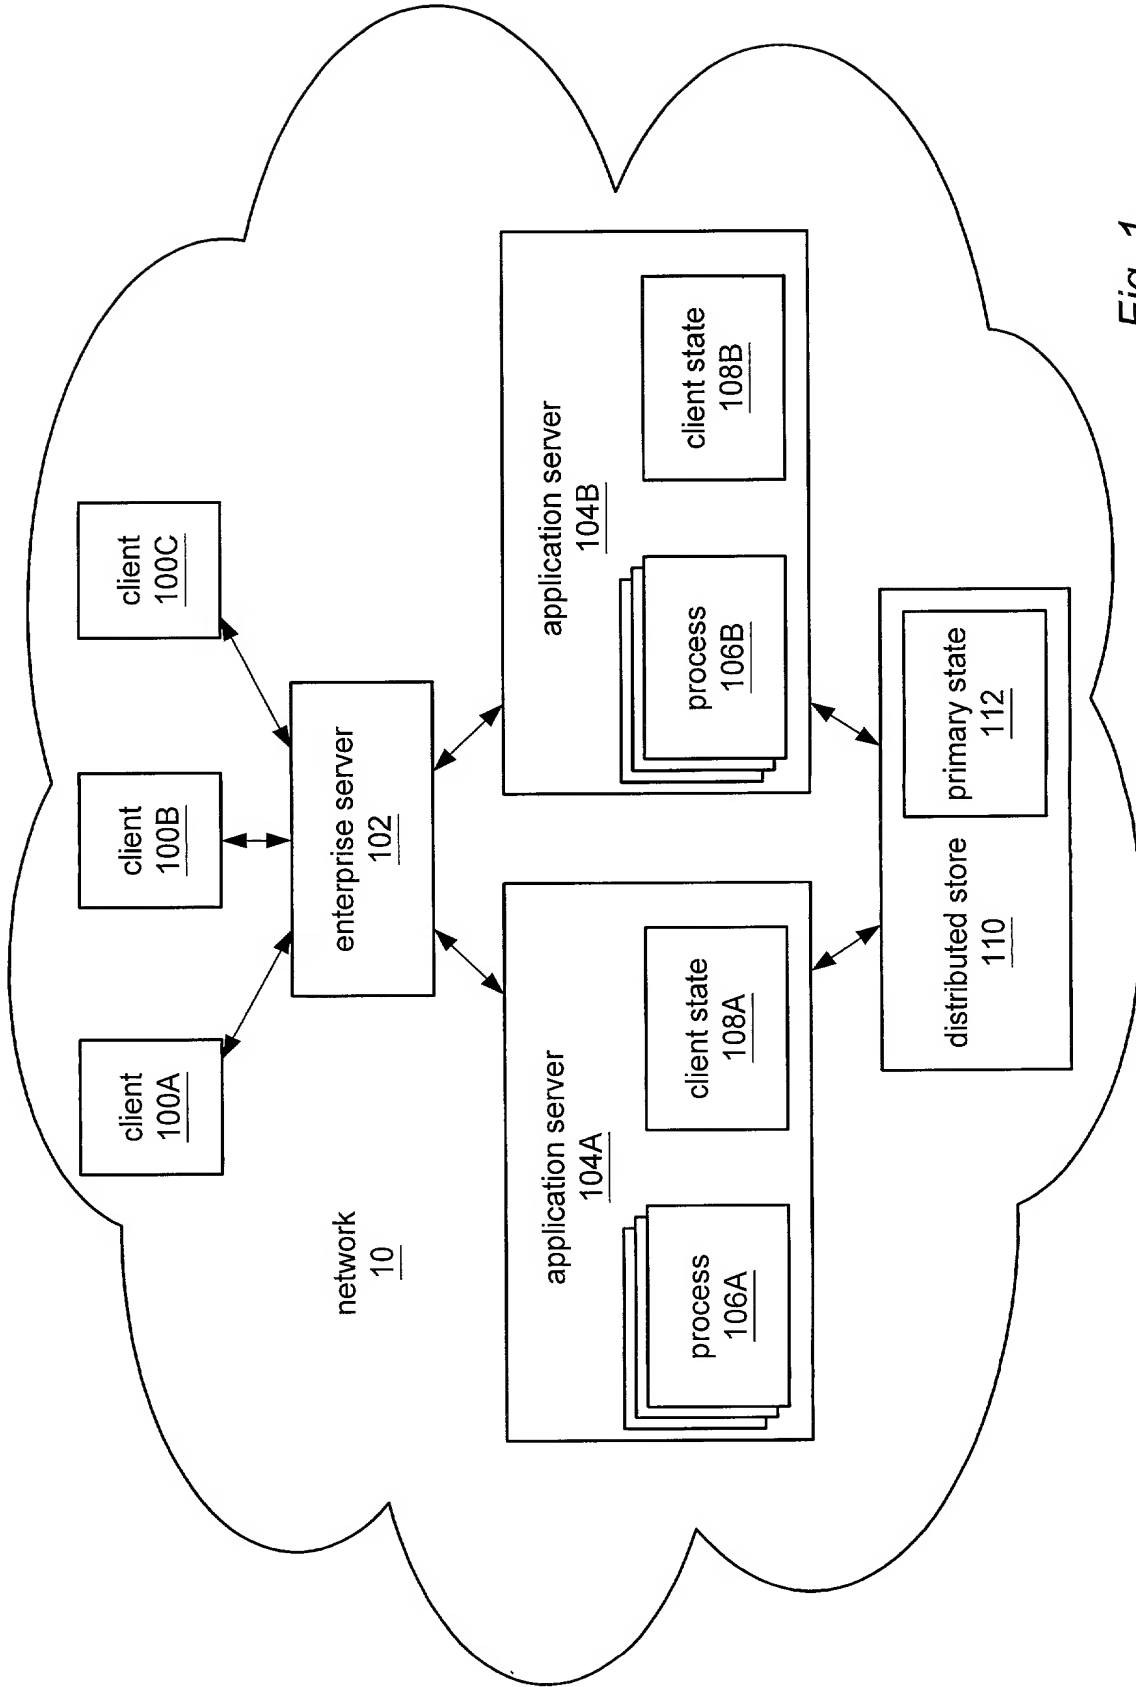 client
100A
client
100B
client
100C
network
10
enterprise server
102
application server
104A
process
106A
client state
108A
application server
104B
process
106B
client state
108B
distributed store
110
primary state
112
Fig. 1